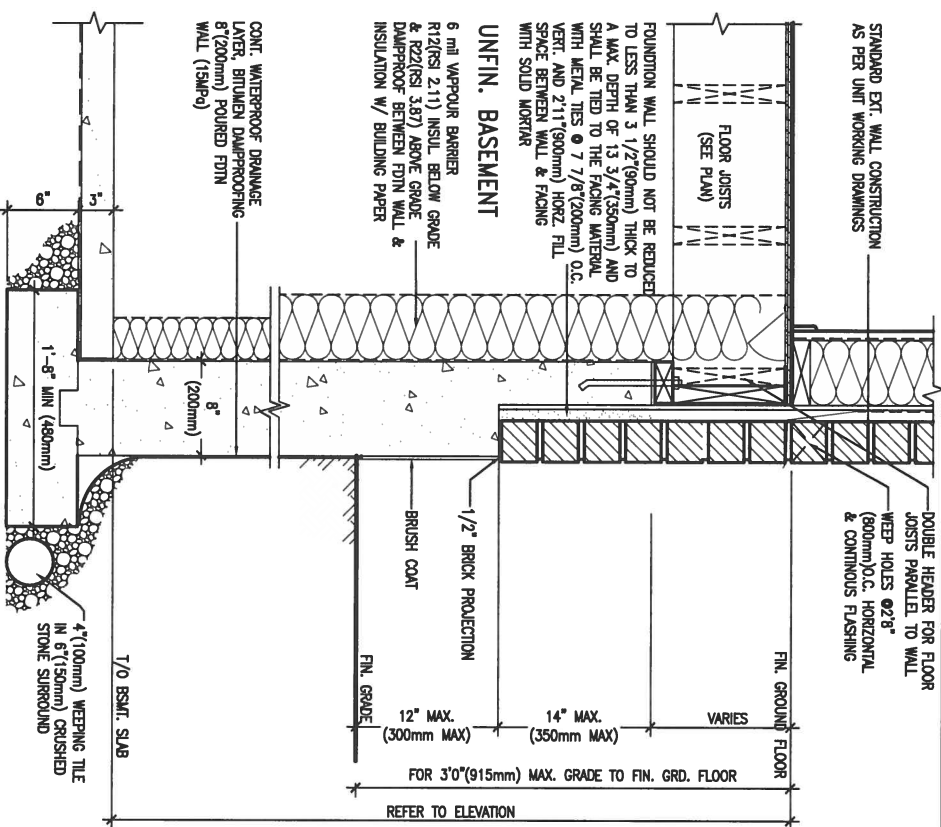 STANDARD EXT. WALL CONSTRUCTION
AS PER UNIT WORKING DRAWINGS
FLOOR JOISTS
(SEE PLAN)
FOUNDTION WALL SHOULD NOT BE REDUCED
TO LESS THAN 3 1/2"(90mm) THICK TO
A MAX. DEPTH OF 13 3/4"(350mm) AND
SHALL BE TIED TO THE FACING MATERIAL
WITH METAL TIES @ 7 7/8"(200mm) O.C.
VERT. AND 2'11"(900mm) HORZ. FILL
SPACE BETWEEN WALL & FACING
WITH SOLID MORTAR
UNFIN. BASEMENT
6 mil VAPPOUR BARRIER
R12(RSI 2.11) INSUL BELOW GRADE
& R22(RSI 3.87) ABOVE GRADE
DAMPPROOF BETWEEN FDTN WALL &
INSULATION W/ BUILDING PAPER
CONT. WATERPROOF DRAINAGE
LAYER, BITUMEN DAMPPROOFING
8"(200mm) POURED FDTN
WALL (15MPa)
3"
6"
8"
(200mm)
1'-8" MIN (480mm)
DOUBLE HEADER FOR FLOOR
JOISTS PARALLEL TO WALL
WEEP HOLES @2'8"
(800mm)O.C. HORIZONTAL
& CONTINOUS FLASHING
1/2" BRICK PROJECTION
BRUSH COAT
FIN. GROUND FLOOR
VARIES
14" MAX.
(350mm MAX)
12" MAX.
(300mm MAX)
FIN. GRADE
FOR 3'0"(915mm) MAX. GRADE TO FIN. GRD. FLOOR
REFER TO ELEVATION
T/O BSMT. SLAB
4"(100mm) WEEPING TILE
IN 6"(150mm) CRUSHED
STONE SURROUND